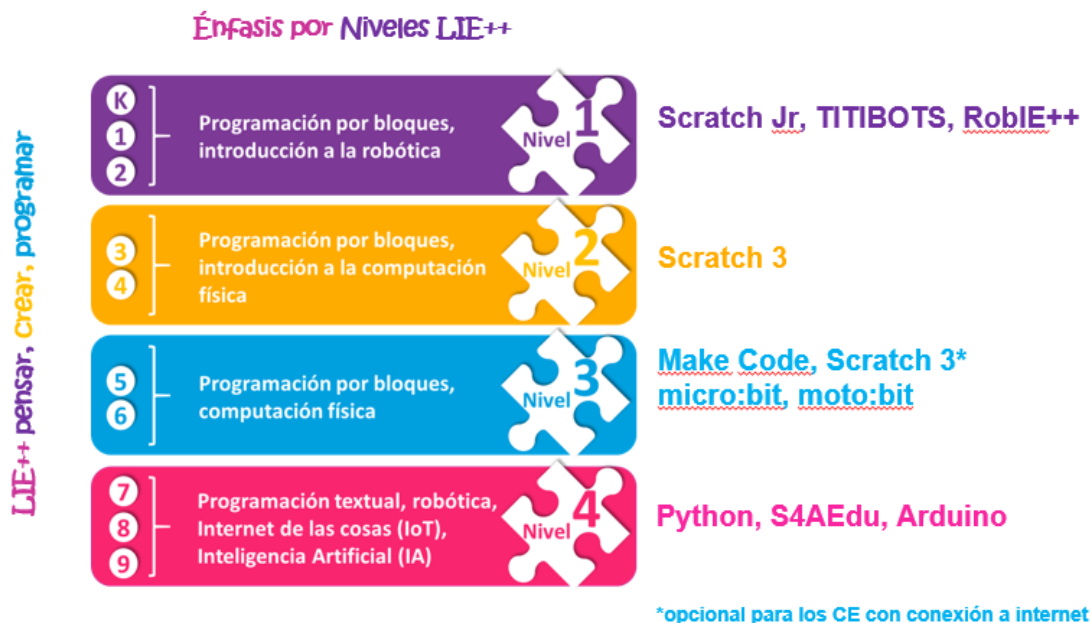 Énfasis por Niveles LIE++
LIE++ pensar, Crear, programar
K
1
2
Programación por bloques,
introducción a la robótica
Nivel 1
Scratch Jr, TITIBOTS, RobIE++
3
4
Programación por bloques,
introducción a la computación
física
Nivel 2
Scratch 3
5
6
Programación por bloques,
computación física
Nivel 3
Make Code, Scratch 3*
micro:bit, moto:bit
7
8
9
Programación textual, robótica,
Internet de las cosas (IoT),
Inteligencia Artificial (IA)
Nivel 4
Python, S4AEdu, Arduino
*opcional para los CE con conexión a internet